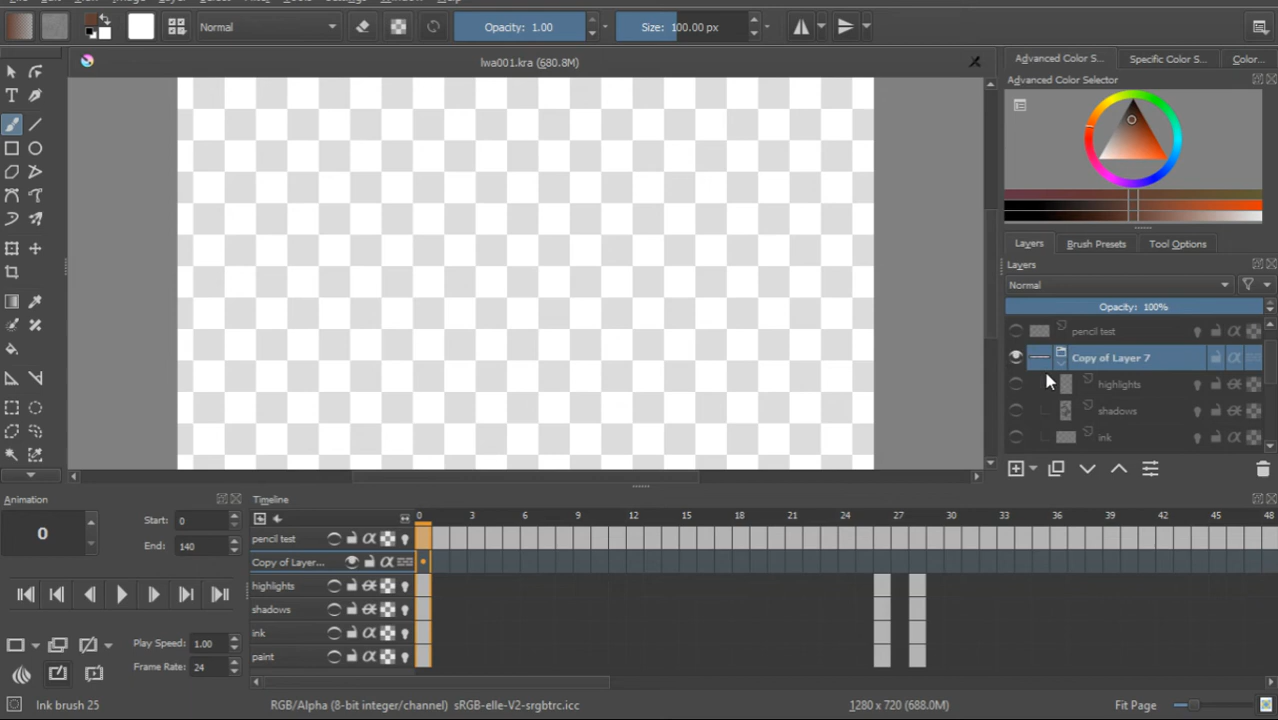 Normal
Opacity: 1.00
Size: 100.00 px
lwa001.kra (680.8M)
Advanced Color S...
Specific Color S...
Color...
Advanced Color Selector
Layers
Brush Presets
Tool Options
Layers
Normal
Opacity: 100%
pencil test
Copy of Layer 7
highlights
shadows
ink
Animation
0
Start: 0
End: 140
Play Speed: 1.00
Frame Rate: 24
Timeline
0 3 6 9 12 15 18 21 24 27 30 33 36 39 42 45 48
pencil test
Copy of Layer...
highlights
shadows
ink
paint
Ink brush 25
RGB/Alpha (8-bit integer/channel) sRGB-elle-V2-srgbtrc.icc
1280 x 720 (688.0M)
Fit Page